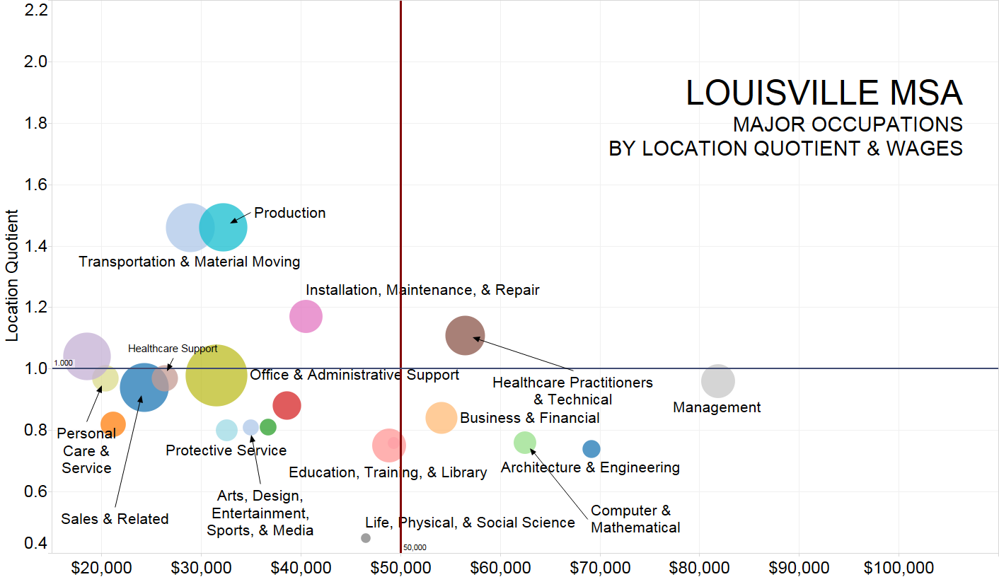 LOUISVILLE MSA
MAJOR OCCUPATIONS
BY LOCATION QUOTIENT & WAGES
Location Quotient
2.2
2.0
1.8
1.6
1.4
1.2
1.0
0.8
0.6
0.4
Production
Transportation & Material Moving
Installation, Maintenance, & Repair
Healthcare Support
1.000
Office & Administrative Support
Healthcare Practitioners
& Technical
Management
Business & Financial
Personal
Care &
Service
Protective Service
Education, Training, & Library
Architecture & Engineering
Arts, Design,
Entertainment,
Sports, & Media
Sales & Related
Computer &
Mathematical
Life, Physical, & Social Science
50,000
$20,000
$30,000
$40,000
$50,000
$60,000
$70,000
$80,000
$90,000
$100,000